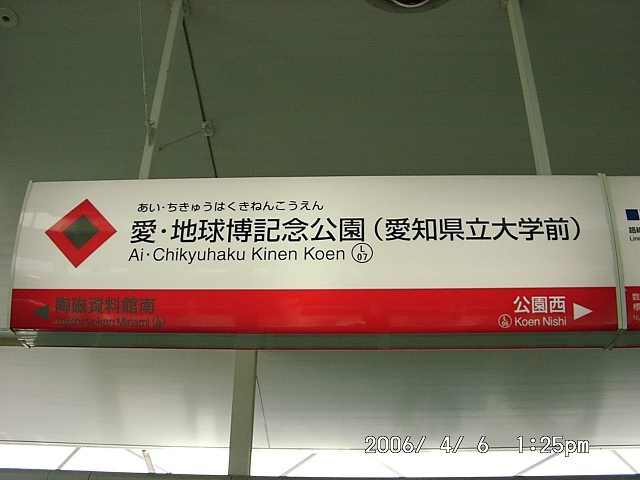 あい・ちきゅうはくきねんこうえん
愛・地球博記念公園（愛知県立大学前）
Ai・Chikyuhaku Kinen Koen L 07
陶磁資料館南
Tojishiryokan Minami
公園西
Koen Nishi
2006/ 4/ 6 1:25pm